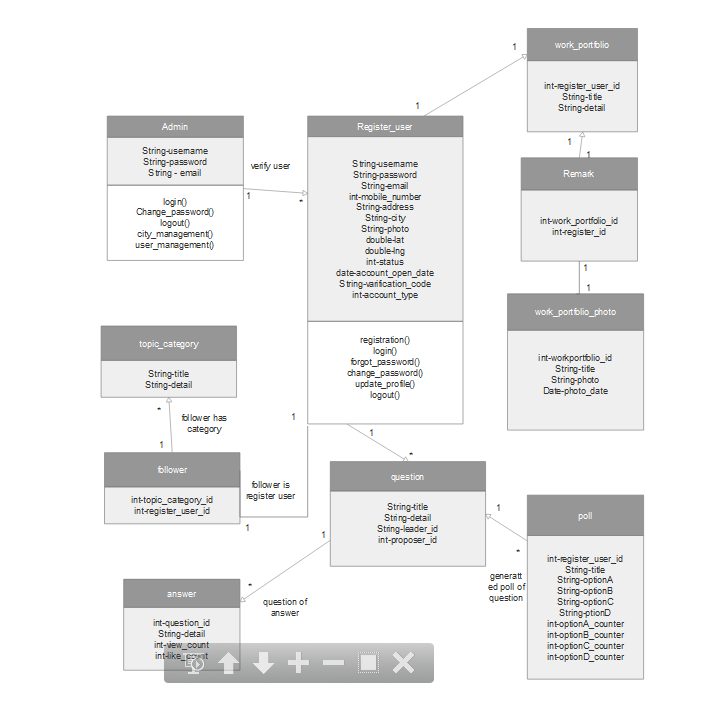 work_portfolio
int-register_user_id
String-title
String-detail
1
1
Admin
String-username
String-password
String - email
login()
Change_password()
logout()
city_management()
user_management()
verify user
1
*
Register_user
String-username
String-password
String-email
int-mobile_number
String-address
String-city
String-photo
double-lat
double-lng
int-status
date-account_open_date
String-varification_code
int-account_type
registration()
login()
forgot_password()
change_password()
update_profile()
logout()
1
1
Remark
int-work_portfolio_id
int-register_id
1
1
work_portfolio_photo
int-workportfolio_id
String-title
String-photo
Date-photo_date
topic_category
String-title
String-detail
*
1
follower has
category
follower
int-topic_category_id
int-register_user_id
follower is
register user
1
1
1
*
question
String-title
String-detail
String-leader_id
int-proposer_id
1
*
generatt
ed poll of
question
poll
int-register_user_id
String-title
String-optionA
String-optionB
String-optionC
String-ptionD
int-optionA_counter
int-optionB_counter
int-optionC_counter
int-optionD_counter
1
*
question of
answer
answer
int-question_id
String-detail
int-view_count
int-like_count